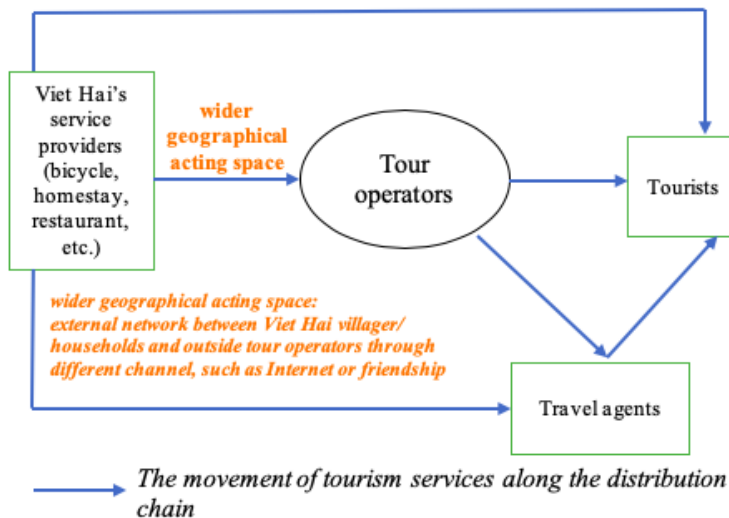 Viet Hai's
service
providers
(bicycle,
homestay,
restaurant,
etc.)
wider
geographical
acting space
Tour
operators
Tourists
wider geographical acting space:
external network between Viet Hai villager/
households and outside tour operators through
different channel, such as Internet or friendship
Travel agents
The movement of tourism services along the distribution
chain